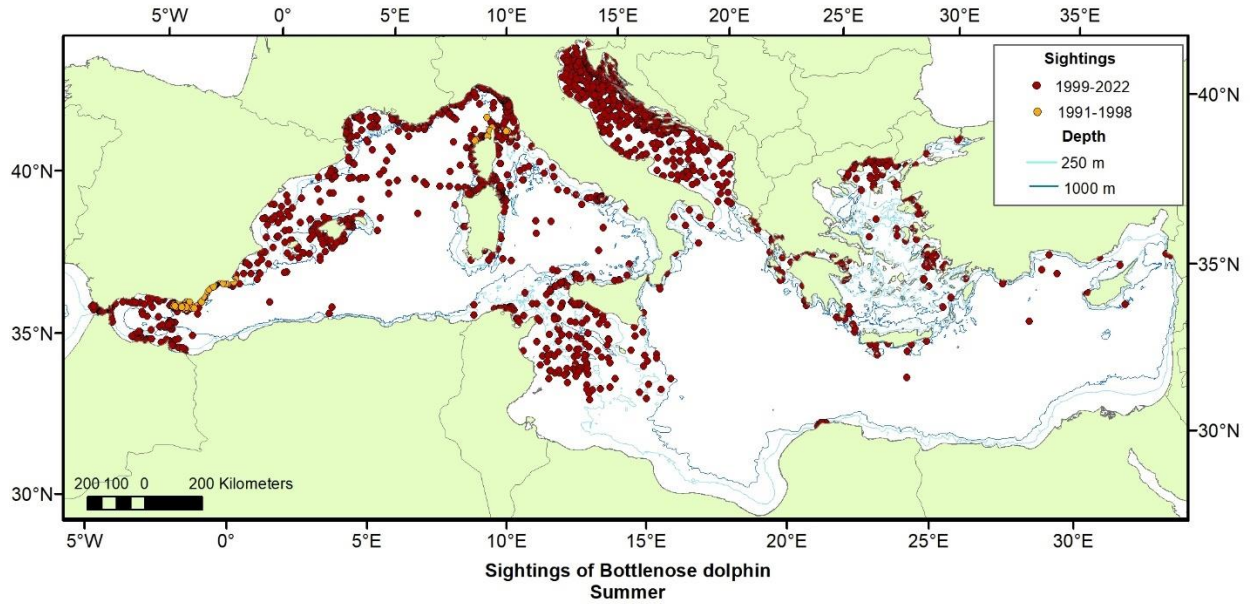 5°W 0° 5°E 10°E 15°E 20°E 25°E 30°E 35°E
Sightings
1999-2022
1991-1998
Depth
250 m
1000 m
40°N
40°N
35°N
35°N
30°N
30°N
200 100 0 200 Kilometers
5°W 0° 5°E 10°E 15°E 20°E 25°E 30°E
Sightings of Bottlenose dolphin
Summer